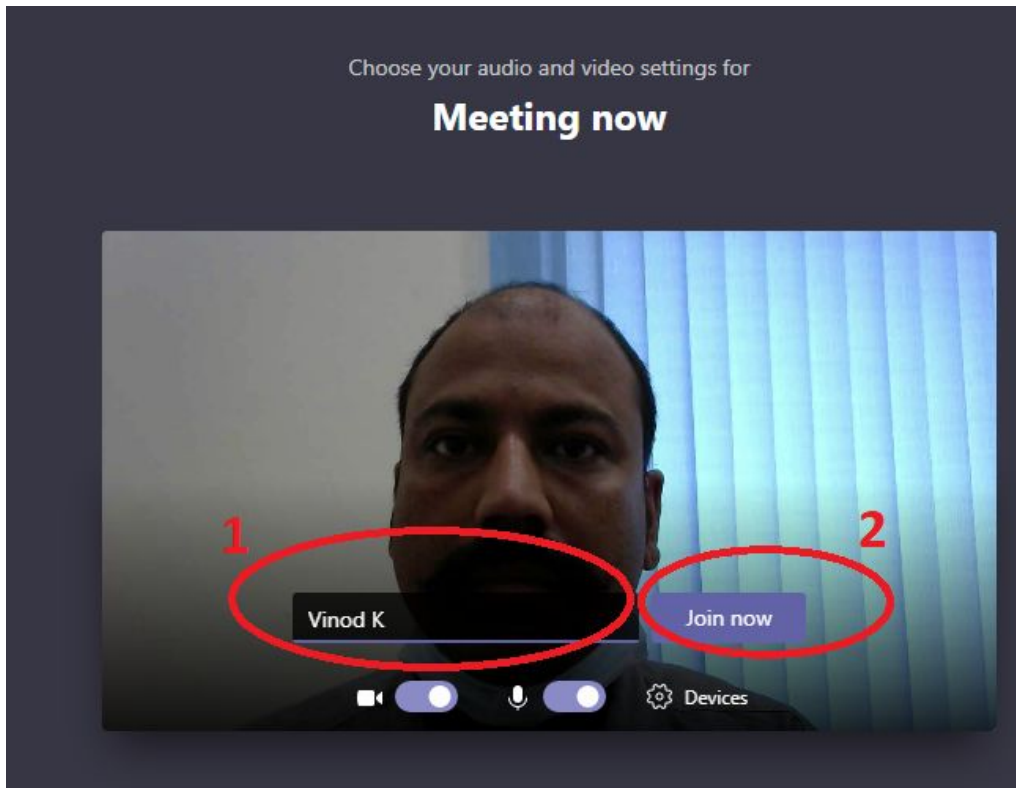 Choose your audio and video settings for
Meeting now
1
2
Vinod K
Join now
Devices